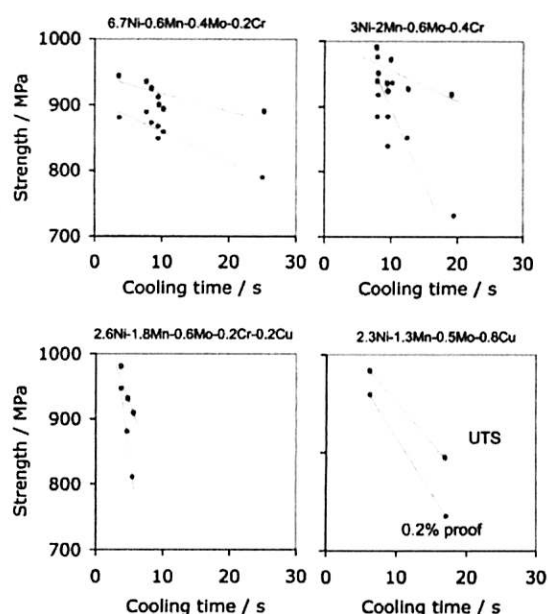 6.7Ni-0.6Mn-0.4Mo-0.2Cr
3Ni-2Mn-0.6Mo-0.4Cr
Strength / MPa
1000
900
800
700
0
10
20
30
Cooling time / s
0
10
20
30
Cooling time / s
2.6Ni-1.8Mn-0.6Mo-0.2Cr-0.2Cu
2.3Ni-1.3Mn-0.5Mo-0.8Cu
Strength / MPa
1000
900
800
700
UTS
0.2% proof
0
10
20
30
Cooling time / s
0
10
20
30
Cooling time / s